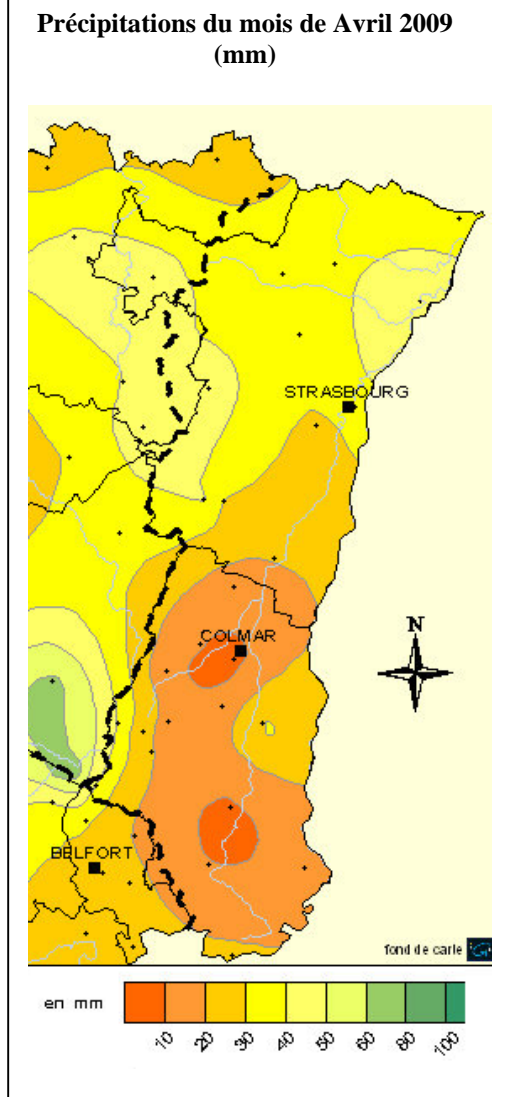 Précipitations du mois de Avril 2009
(mm)
STRASBOURG
COLMAR
N
BELFORT
fond de carte
en mm
10 20 30 40 60 80 100